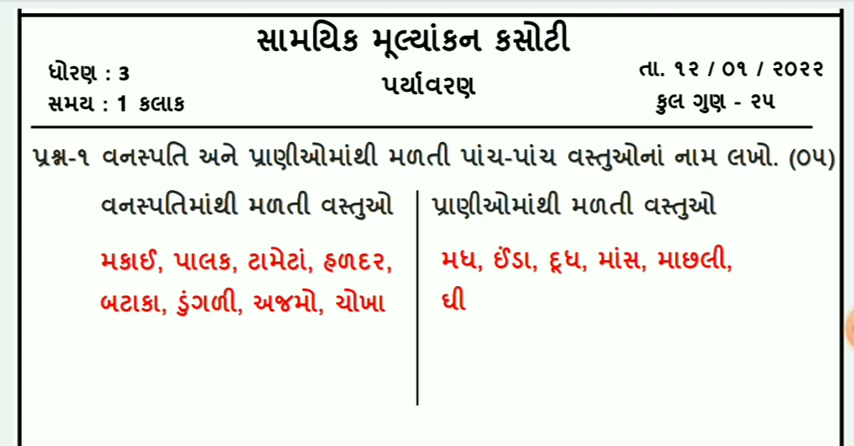 સામયિક મૂલ્યાંકન કસોટી
ધોરણ : 3
પર્યાવરણ
તા. ૧૨ / ૦૧ / ૨૦૨૨
સમય : 1 કલાક
કુલ ગુણ - ૨૫
પ્રશ્ન-૧ વનસ્પતિ અને પ્રાણીઓમાંથી મળતી પાંચ-પાંચ વસ્તુઓનાં નામ લખો. (૦૫)
વનસ્પતિમાંથી મળતી વસ્તુઓ
મકાઈ, પાલક, ટામેટાં, હળદર,
બટાકા, ડુંગળી, અજમો, ચોખા
પ્રાણીઓમાંથી મળતી વસ્તુઓ
મધ, ઈંડા, દૂધ, માંસ, માછલી,
ઘી